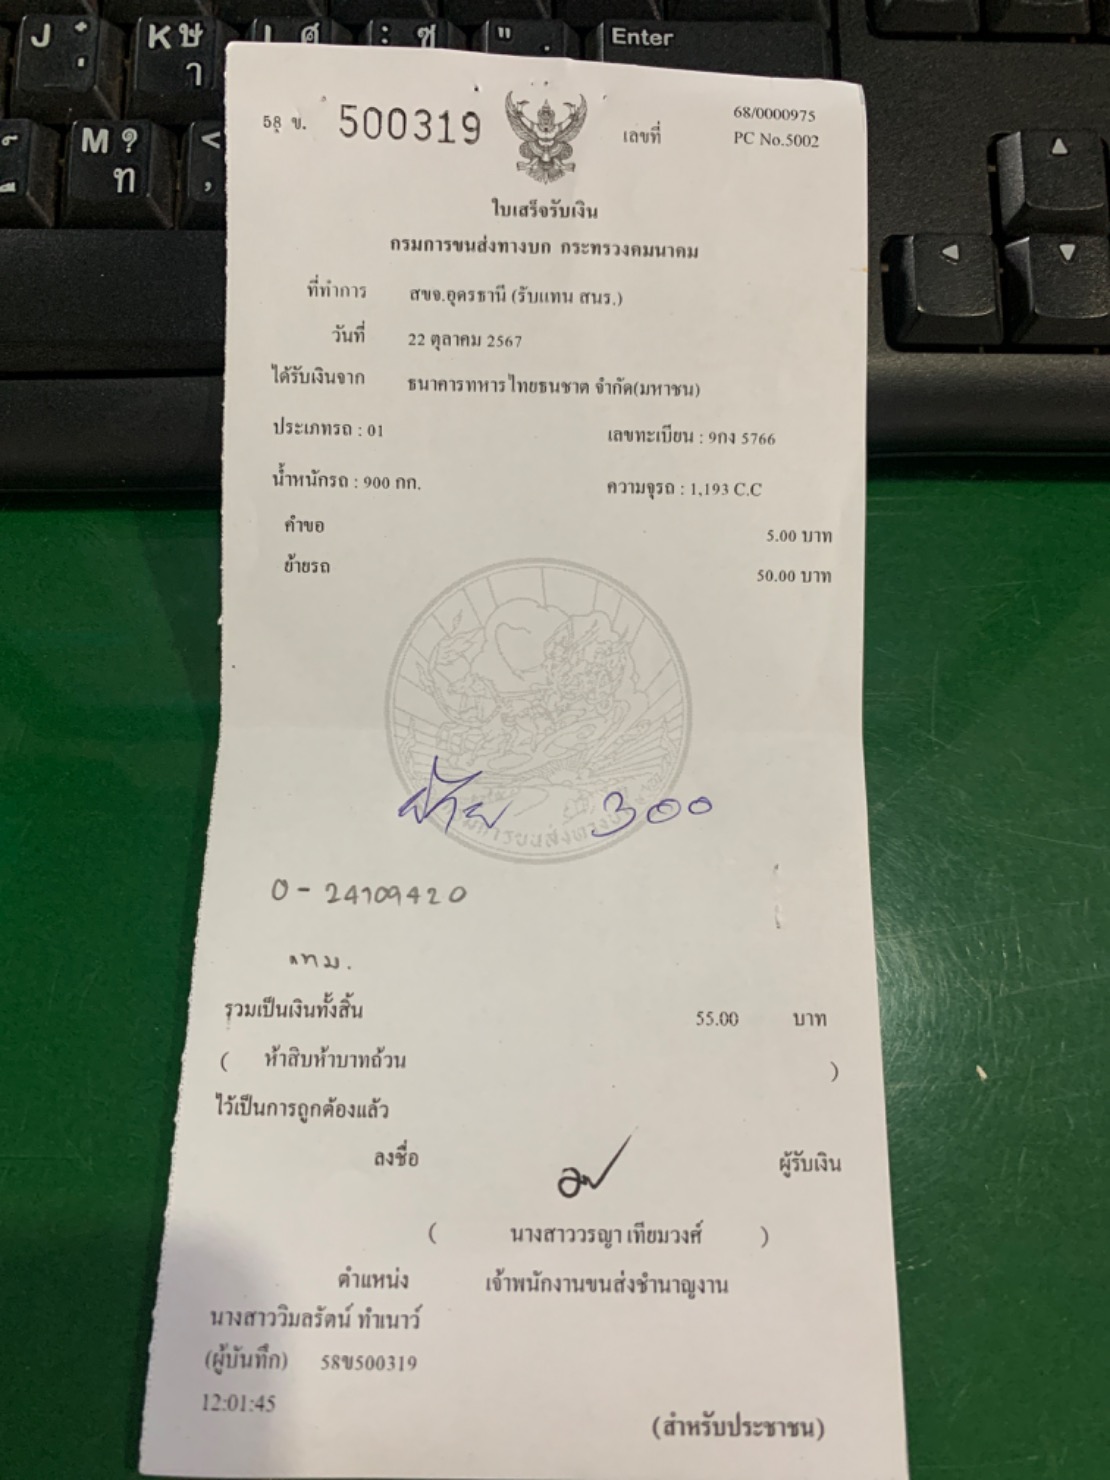 J
K ษ า
L ศ
: ซ
" .
Enter
M ? ท
< ,
58 ข. 500319 เลขที่ 68/0000975
PC No.5002
ใบเสร็จรับเงิน
กรมการขนส่งทางบก กระทรวงคมนาคม
ที่ทำการ สขจ.อุดรธานี (รับแทน สนร.)
วันที่ 22 ตุลาคม 2567
ได้รับเงินจาก ธนาคารทหารไทยธนชาต จำกัด(มหาชน)
ประเภทรถ : 01 เลขทะเบียน : 9กง 5766
น้ำหนักรถ : 900 กก. ความจุรถ : 1,193 C.C
คำขอ 5.00 บาท
ย้ายรถ 50.00 บาท
ย้าย 300
0-24109420
กทม.
รวมเป็นเงินทั้งสิ้น 55.00 บาท
( ห้าสิบห้าบาทถ้วน )
ไว้เป็นการถูกต้องแล้ว
ลงชื่อ ผู้รับเงิน
( นางสาววรญา เทียมวงศ์ )
ตำแหน่ง เจ้าพนักงานขนส่งชำนาญงาน
นางสาววิมลรัตน์ ทำเนาว์
(ผู้บันทึก) 58ข500319
12:01:45
(สำหรับประชาชน)